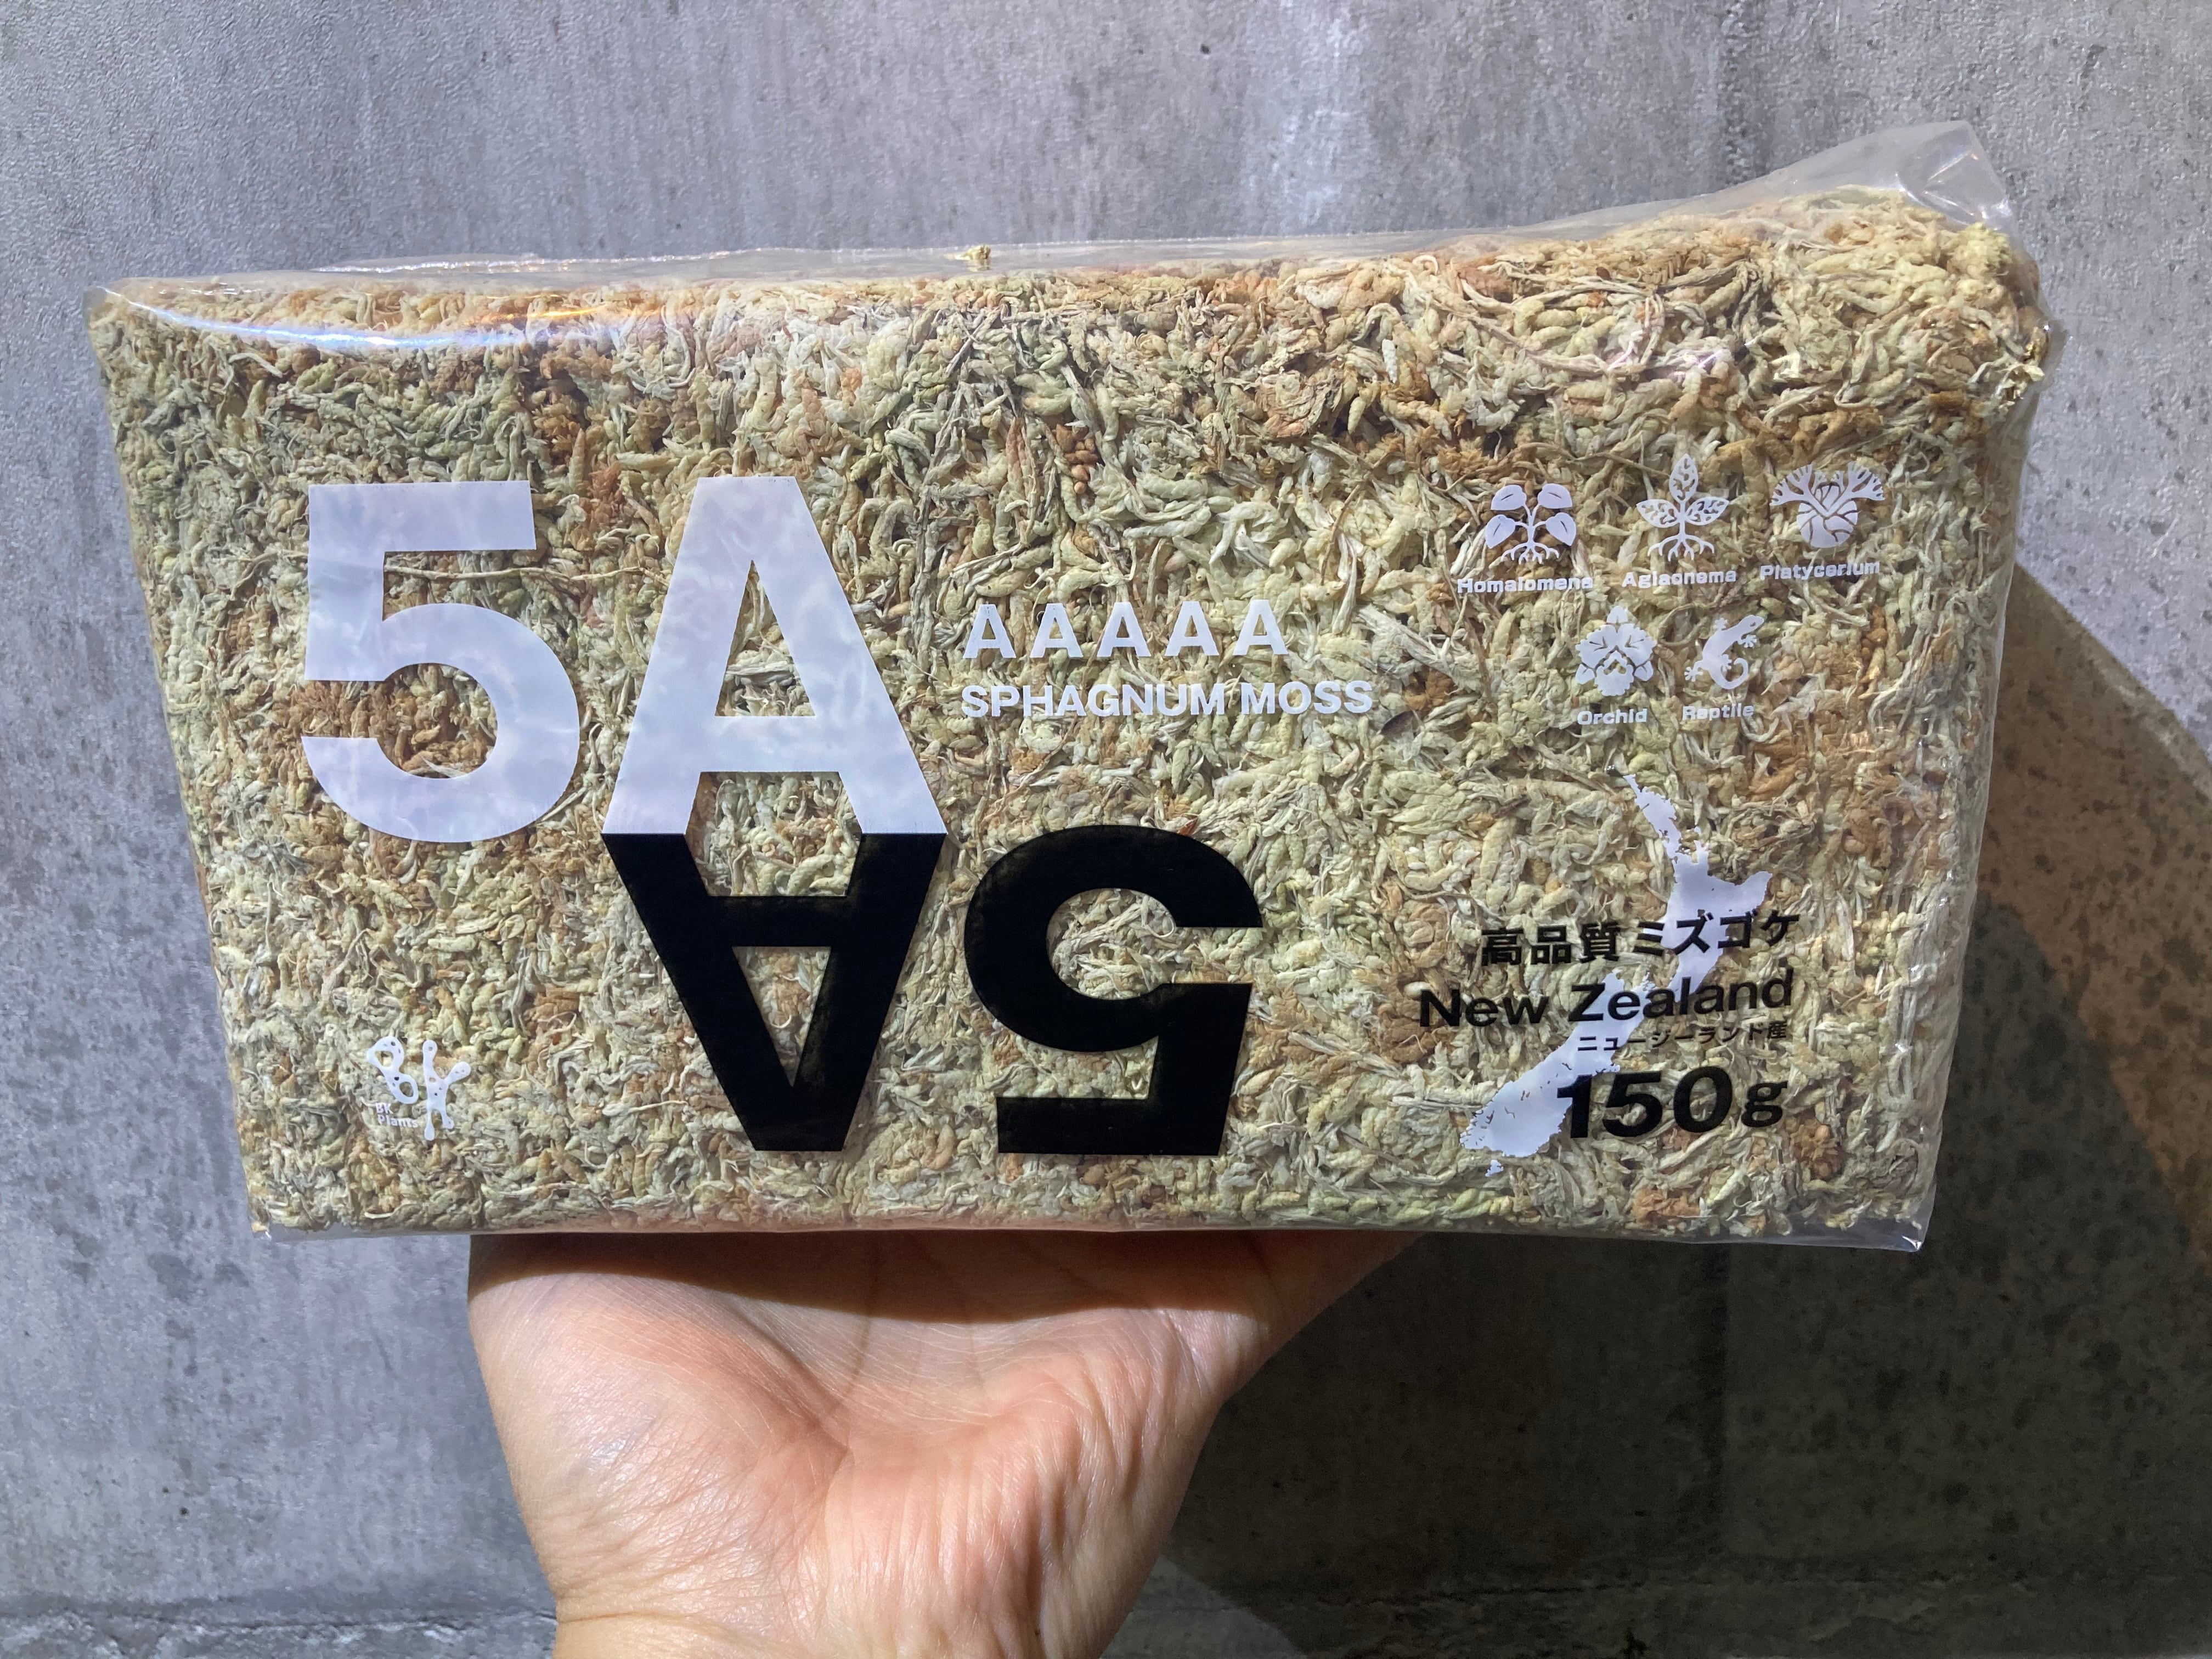 5A
AAAAA
SPHAGNUM MOSS
Homalomena Aglaonema Platycerium
Orchid Reptile
5A
高品質ミズゴケ
New Zealand
ニュージーランド産
150g
BK
BK
Plants